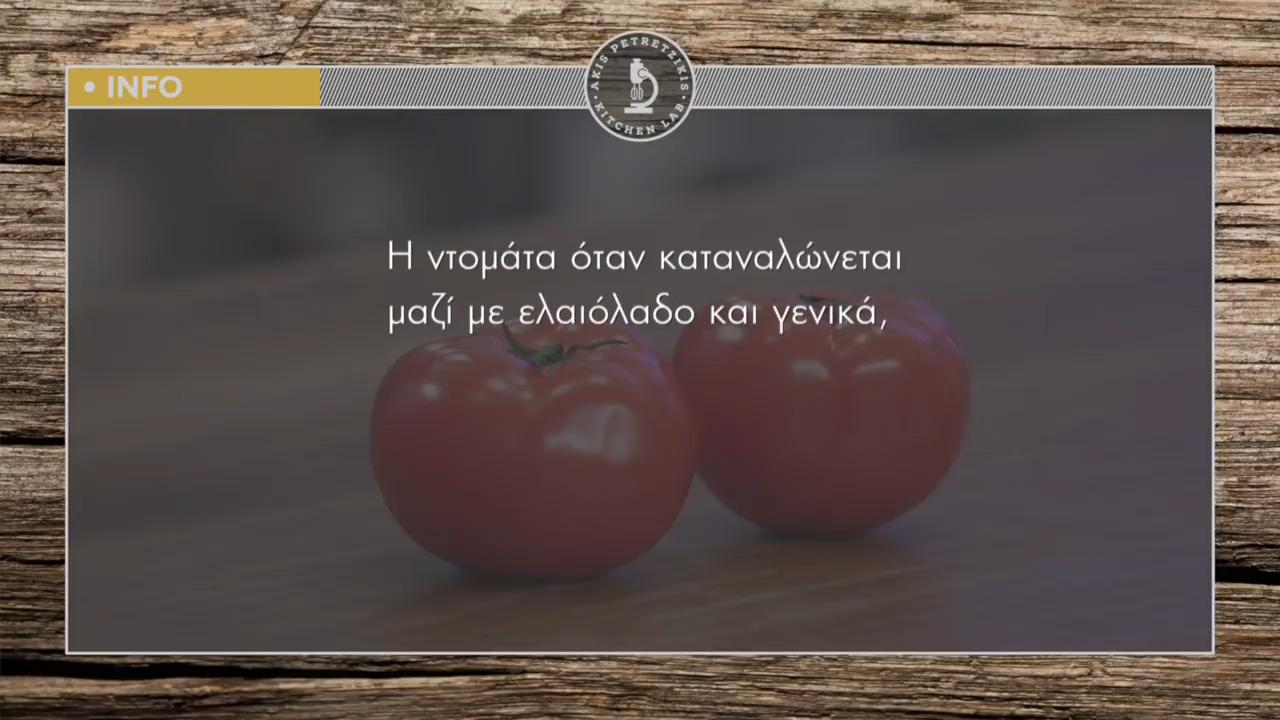 • INFO
AKIS PETRETZIKIS
• KITCHEN LAB •
Η ντομάτα όταν καταναλώνεται
μαζί με ελαιόλαδο και γενικά,